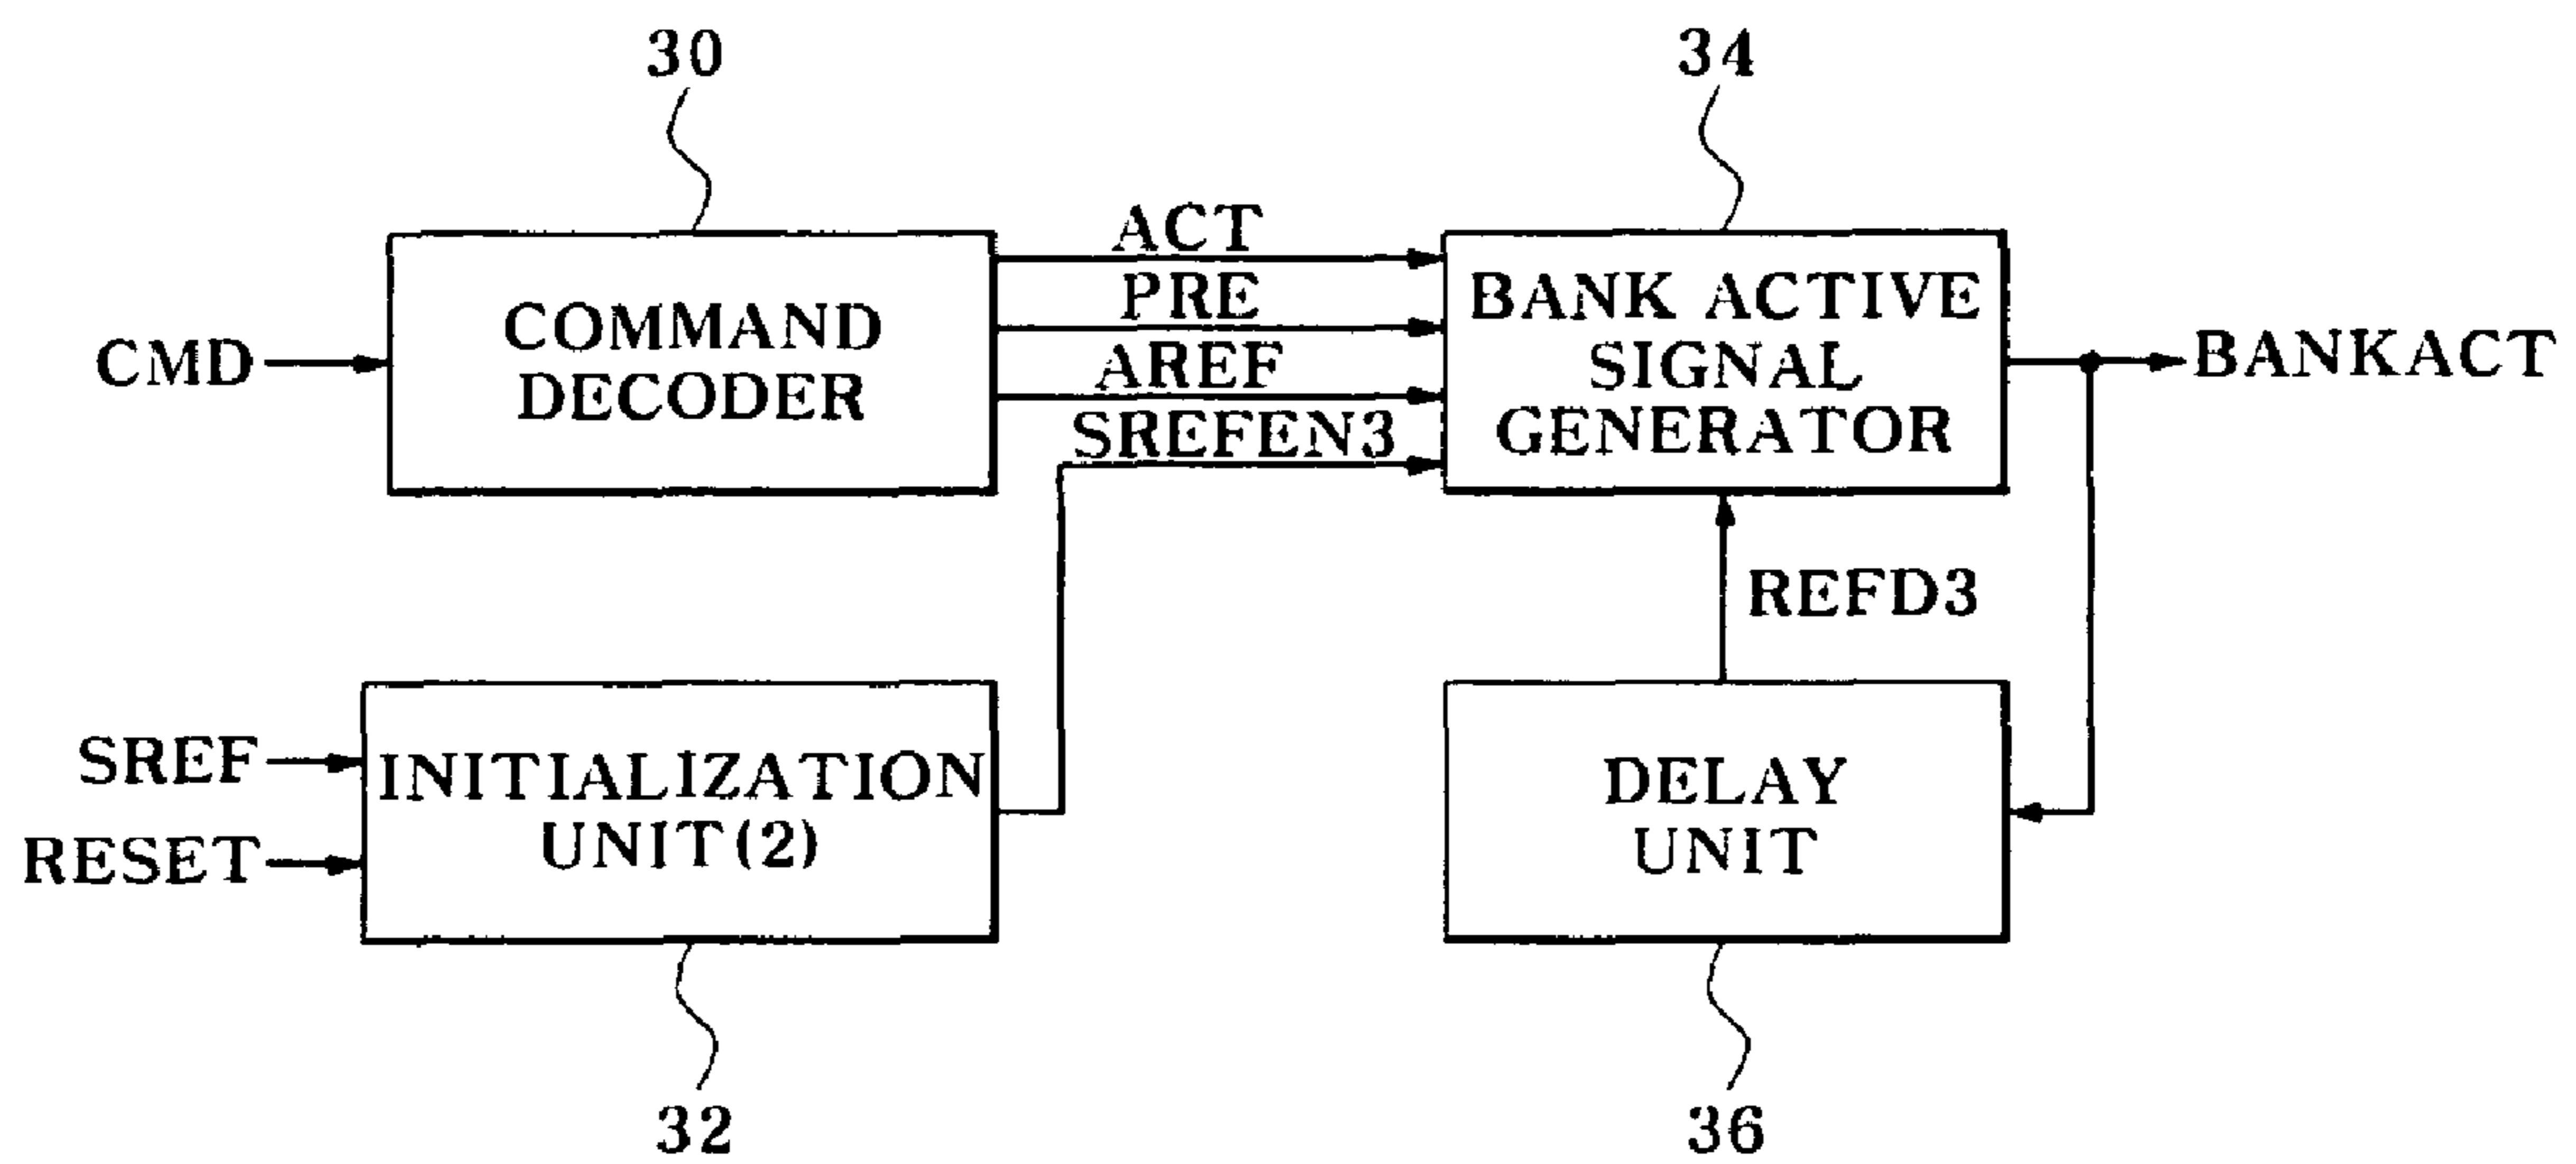 30
34
ACT
PRE
AREF
SREFEN3
CMD
COMMAND
DECODER
BANK ACTIVE
SIGNAL
GENERATOR
BANKACT
REFD3
SREF
RESET
INITIALIZATION
UNIT(2)
DELAY
UNIT
32
36